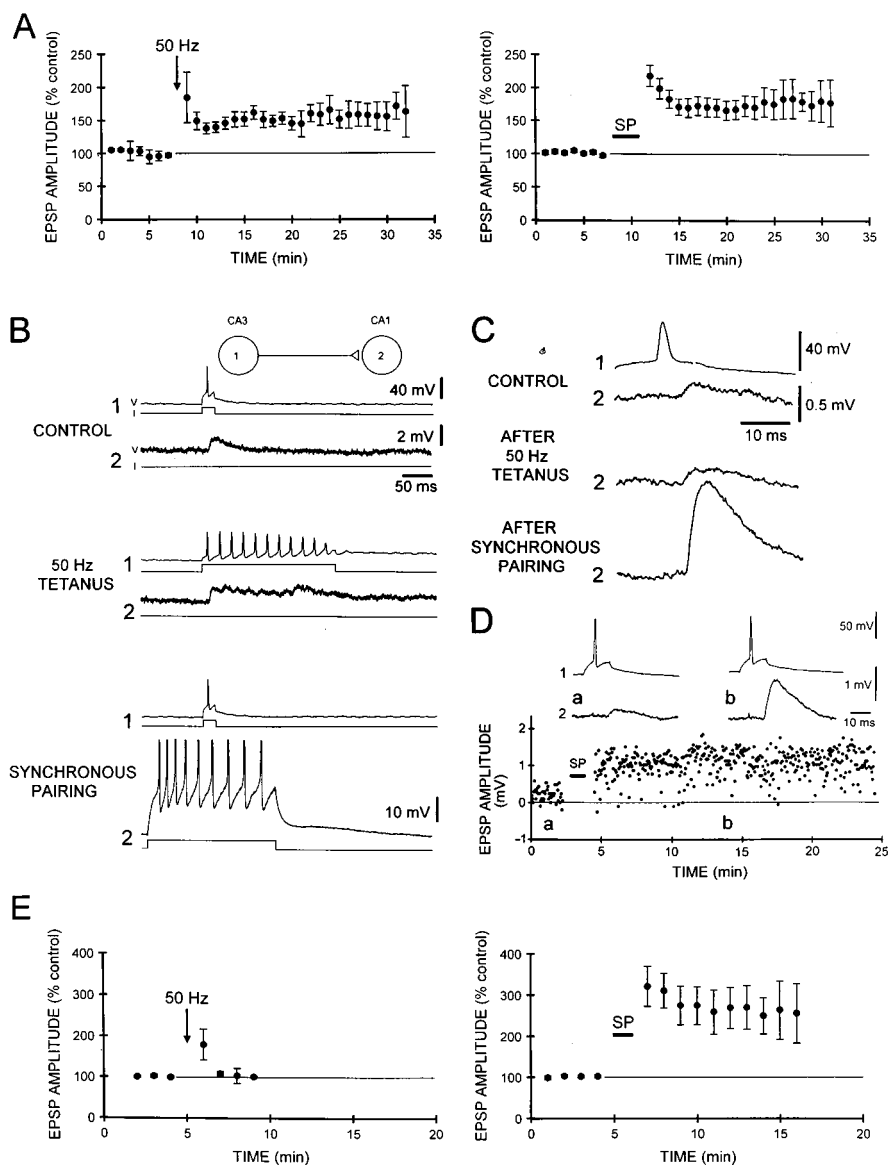 A
50 Hz
EPSP AMPLITUDE (% control)
250
200
150
100
50
0
0 5 10 15 20 25 30 35
TIME (min)
SP
EPSP AMPLITUDE (% control)
250
200
150
100
50
0
0 5 10 15 20 25 30 35
TIME (min)
B
CA3 CA1
1 2
40 mV
1 V
I
CONTROL
2 mV
2 V
I
50 ms
50 Hz
TETANUS
1
2
SYNCHRONOUS
PAIRING
1
10 mV
2
C
1
40 mV
CONTROL
2
0.5 mV
10 ms
AFTER
50 Hz
TETANUS
2
AFTER
SYNCHRONOUS
PAIRING
2
D
50 mV
1
a b
1 mV
2
10 ms
EPSP AMPLITUDE
(mV)
2
1
0
-1
SP
a b
0 5 10 15 20 25
TIME (min)
E
50 Hz
EPSP AMPLITUDE (% control)
400
300
200
100
0
0 5 10 15 20
TIME (min)
SP
EPSP AMPLITUDE (% control)
400
300
200
100
0
0 5 10 15 20
TIME (min)